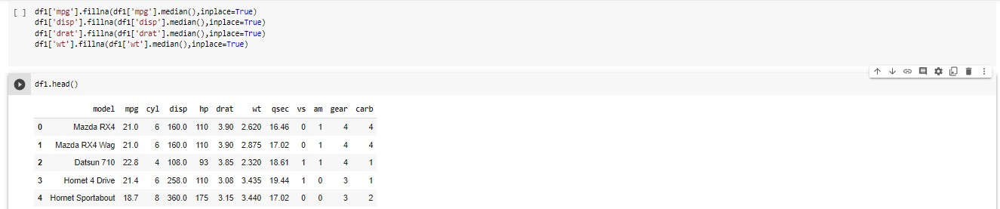 [ ] df1['mpg'].fillna(df1['mpg'].median(),inplace=True)
df1['disp'].fillna(df1['disp'].median(),inplace=True)
df1['drat'].fillna(df1['drat'].median(),inplace=True)
df1['wt'].fillna(df1['wt'].median(),inplace=True)
df1.head()
model mpg cyl disp hp drat wt qsec vs am gear carb
0 Mazda RX4 21.0 6 160.0 110 3.90 2.620 16.46 0 1 4 4
1 Mazda RX4 Wag 21.0 6 160.0 110 3.90 2.875 17.02 0 1 4 4
2 Datsun 710 22.8 4 108.0 93 3.85 2.320 18.61 1 1 4 1
3 Hornet 4 Drive 21.4 6 258.0 110 3.08 3.435 19.44 1 0 3 1
4 Hornet Sportabout 18.7 8 360.0 175 3.15 3.440 17.02 0 0 3 2